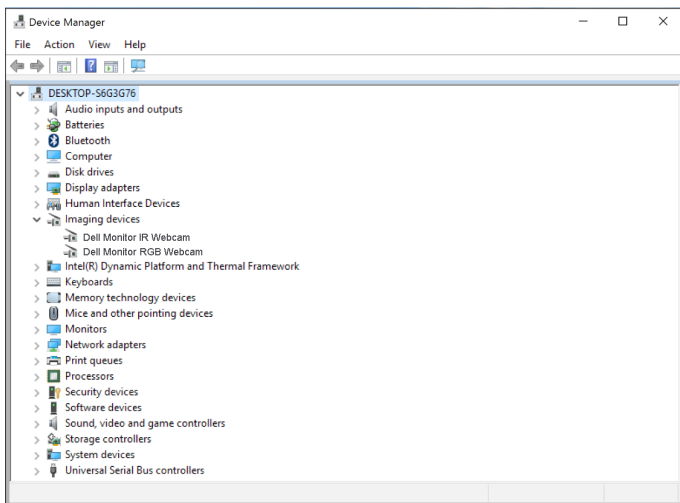 Device Manager
File Action View Help
DESKTOP-S6G3G76
Audio inputs and outputs
Batteries
Bluetooth
Computer
Disk drives
Display adapters
Human Interface Devices
Imaging devices
Dell Monitor IR Webcam
Dell Monitor RGB Webcam
Intel(R) Dynamic Platform and Thermal Framework
Keyboards
Memory technology devices
Mice and other pointing devices
Monitors
Network adapters
Print queues
Processors
Security devices
Software devices
Sound, video and game controllers
Storage controllers
System devices
Universal Serial Bus controllers